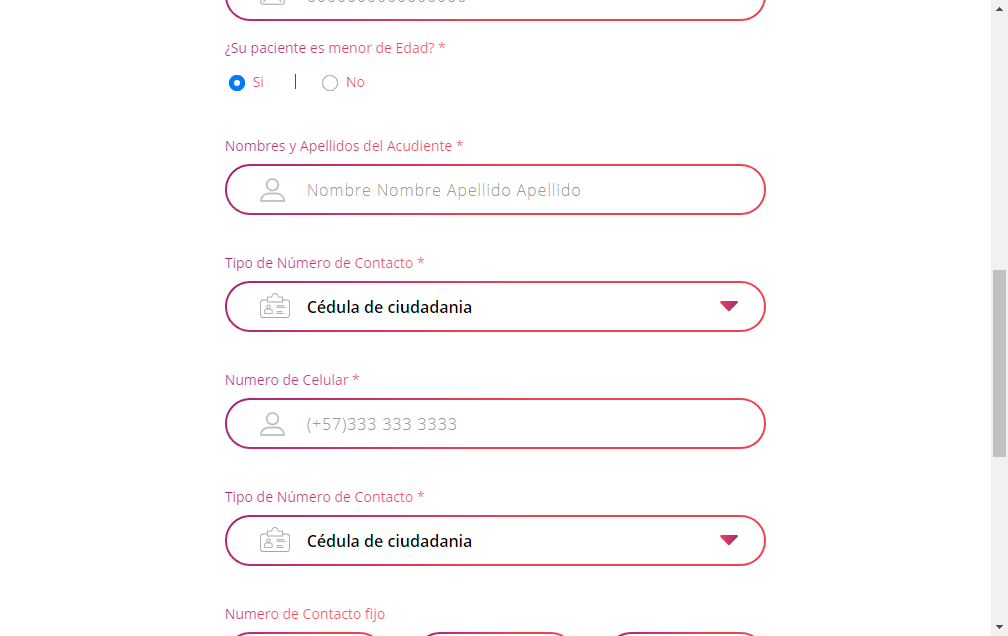 ¿Su paciente es menor de Edad? *
Si | No
Nombres y Apellidos del Acudiente *
Nombre Nombre Apellido Apellido
Tipo de Número de Contacto *
Cédula de ciudadania
Numero de Celular *
(+57)333 333 3333
Tipo de Número de Contacto *
Cédula de ciudadania
Numero de Contacto fijo